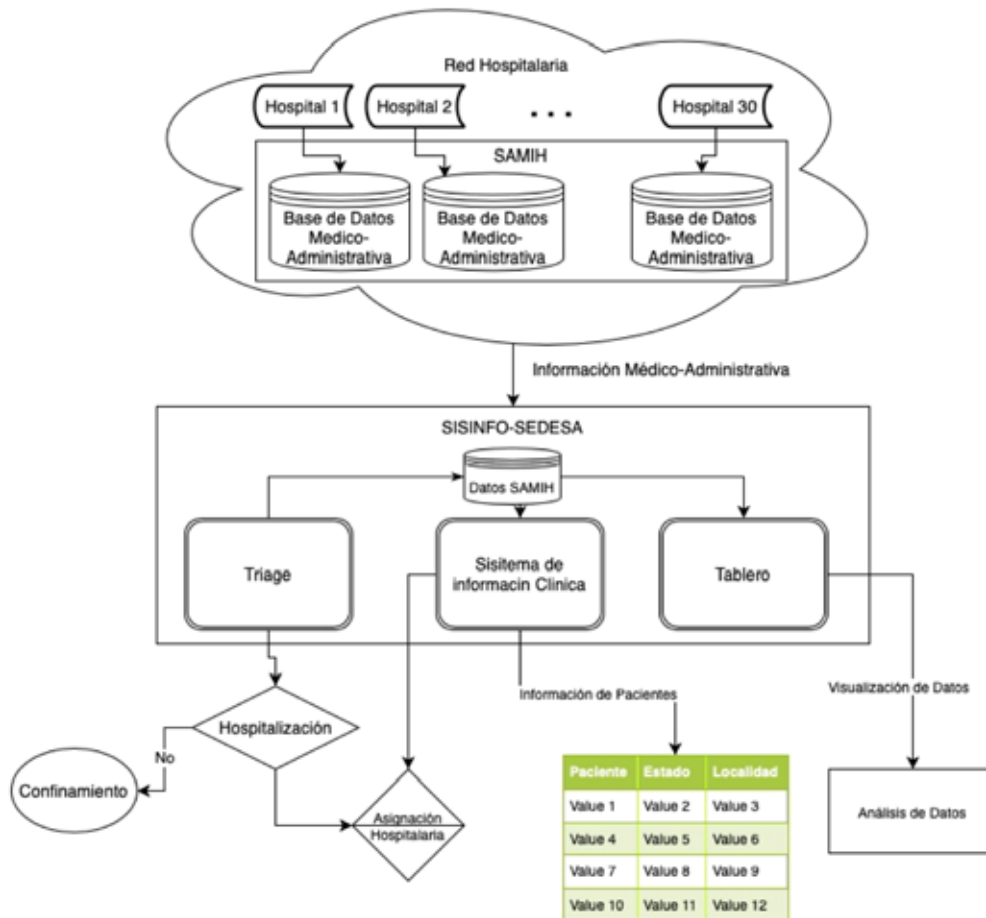 Red Hospitalaria
Hospital 1
Hospital 2
...
Hospital 30
SAMIH
Base de Datos
Medico-
Administrativa
Base de Datos
Medico-
Administrativa
Base de Datos
Medico-
Administrativa
Información Médico-Administrativa
SISINFO-SEDESA
Datos SAMIH
Triage
Sisitema de
informacin Clinica
Tablero
Información de Pacientes
Visualización de Datos
Hospitalización
No
Confinamiento
Asignación
Hospitalaria
Paciente Estado Localidad
Value 1 Value 2 Value 3
Value 4 Value 5 Value 6
Value 7 Value 8 Value 9
Value 10 Value 11 Value 12
Análisis de Datos